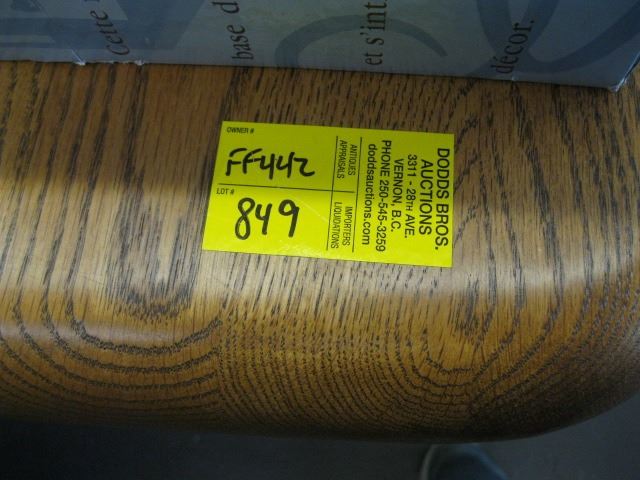 Cette
base d
et s'int
décor.
OWNER #
FF442
LOT #
849
ANTIQUES
APPRAISALS
IMPORTERS
LIQUIDATIONS
DODDS BROS.
AUCTIONS
3311 - 28TH AVE.
VERNON, B.C.
PHONE 250-545-3259
doddsauctions.com